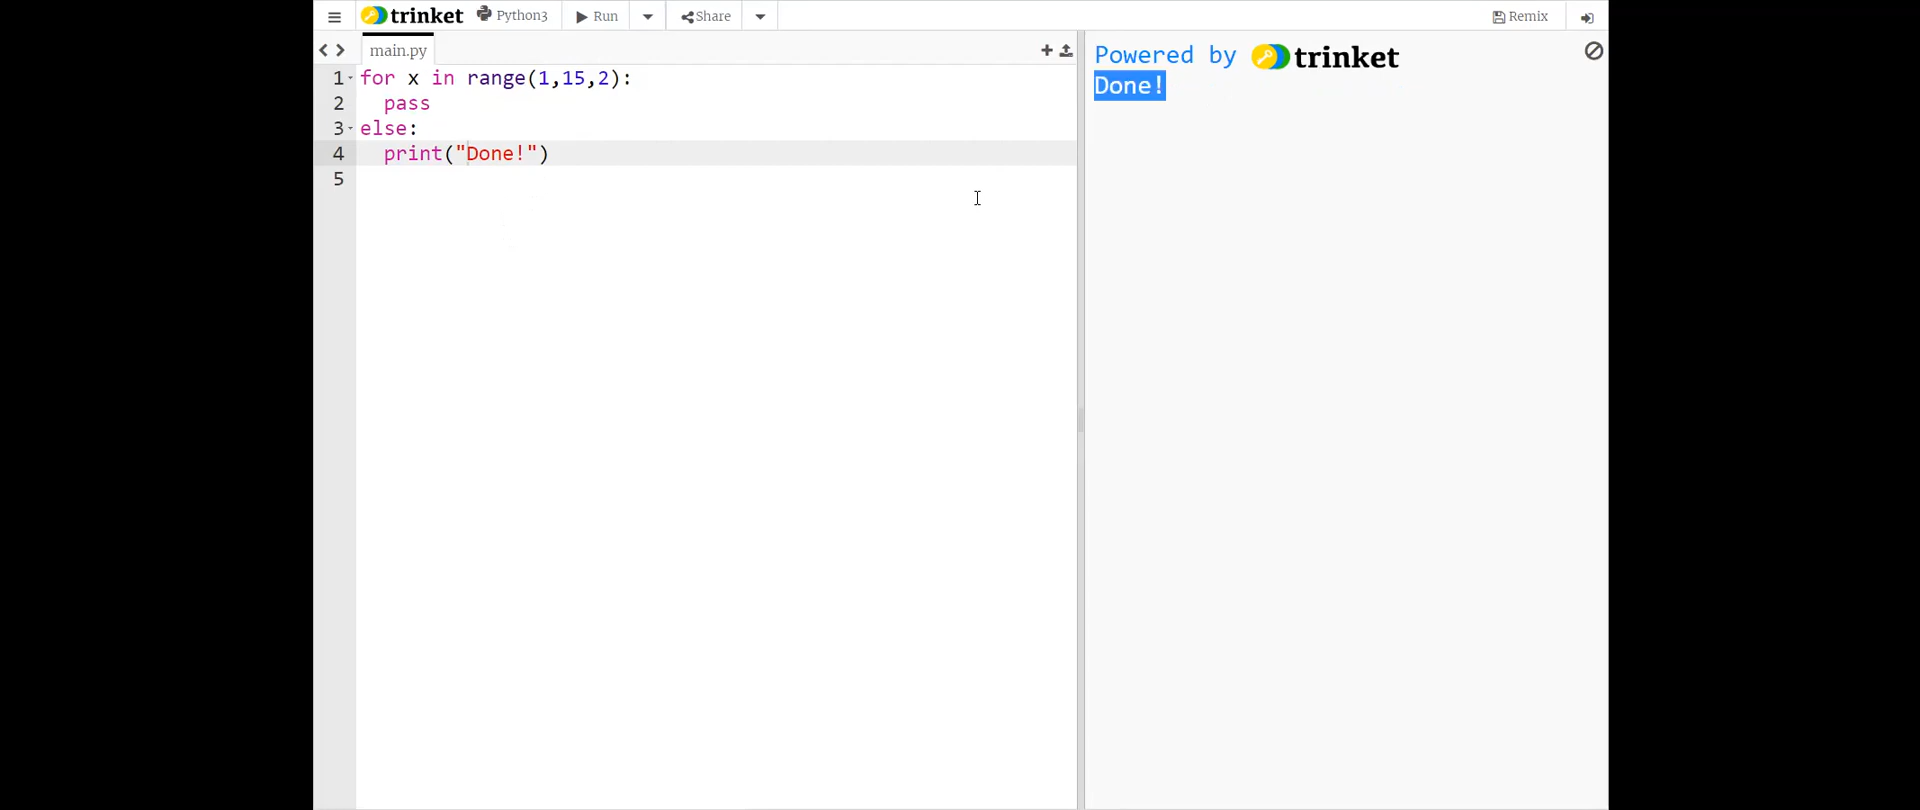 trinket Python3 Run Share Remix
main.py
1 for x in range(1,15,2):
2 pass
3 else:
4 print("Done!")
5
Powered by trinket
Done!